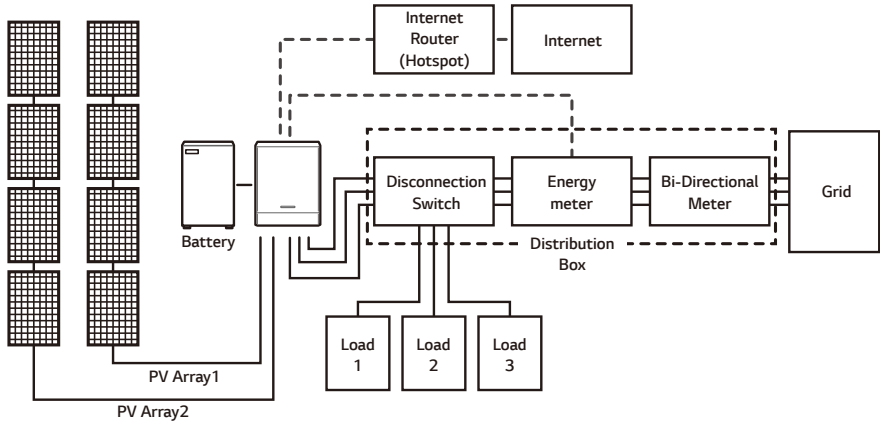 Internet
Router
(Hotspot)
Internet
Battery
Disconnection
Switch
Energy
meter
Bi-Directional
Meter
Grid
Distribution
Box
Load
1
Load
2
Load
3
PV Array1
PV Array2